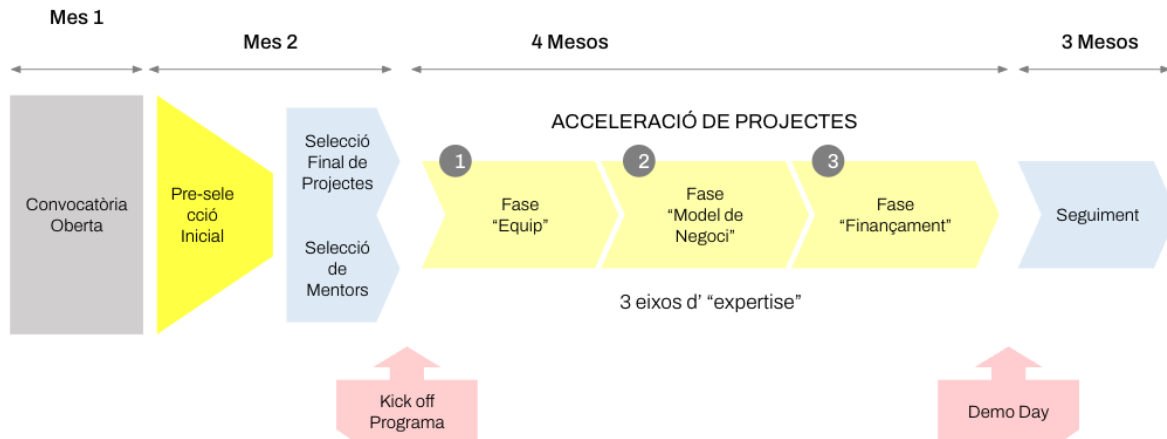 Mes 1
Mes 2
4 Mesos
3 Mesos
Convocatòria
Oberta
Pre-sele
cció
Inicial
Selecció
Final de
Projectes
Selecció
de
Mentors
ACCELERACIÓ DE PROJECTES
1
Fase
“Equip”
2
Fase
“Model de
Negoci”
3
Fase
“Finançament”
3 eixos d’ “expertise”
Seguiment
Kick off
Programa
Demo Day